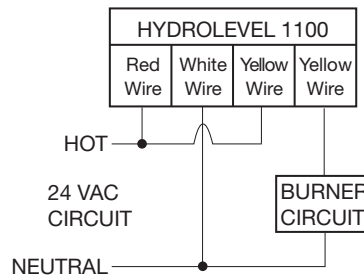 HYDROLEVEL 1100
Red Wire
White Wire
Yellow Wire
Yellow Wire
HOT
24 VAC
CIRCUIT
BURNER
CIRCUIT
NEUTRAL